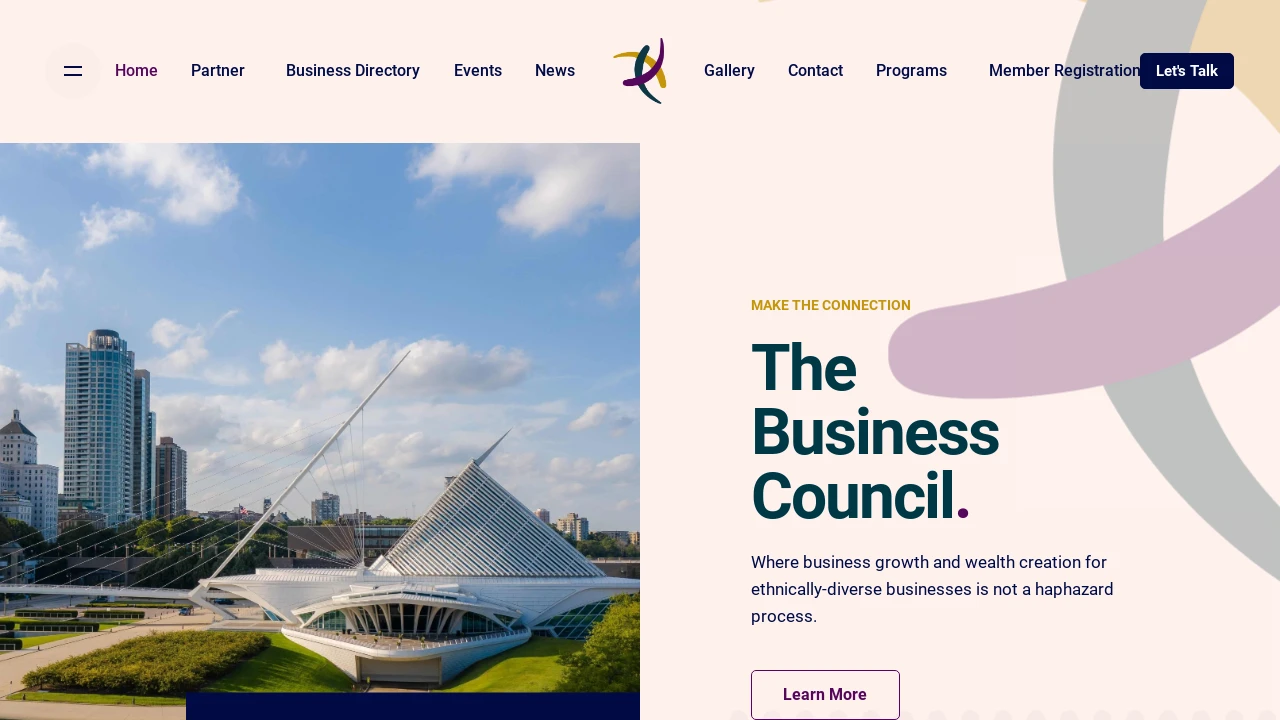 Home Partner Business Directory Events News Gallery Contact Programs Member Registration Let's Talk
MAKE THE CONNECTION
The
Business
Council.
Where business growth and wealth creation for
ethnically-diverse businesses is not a haphazard
process.
Learn More